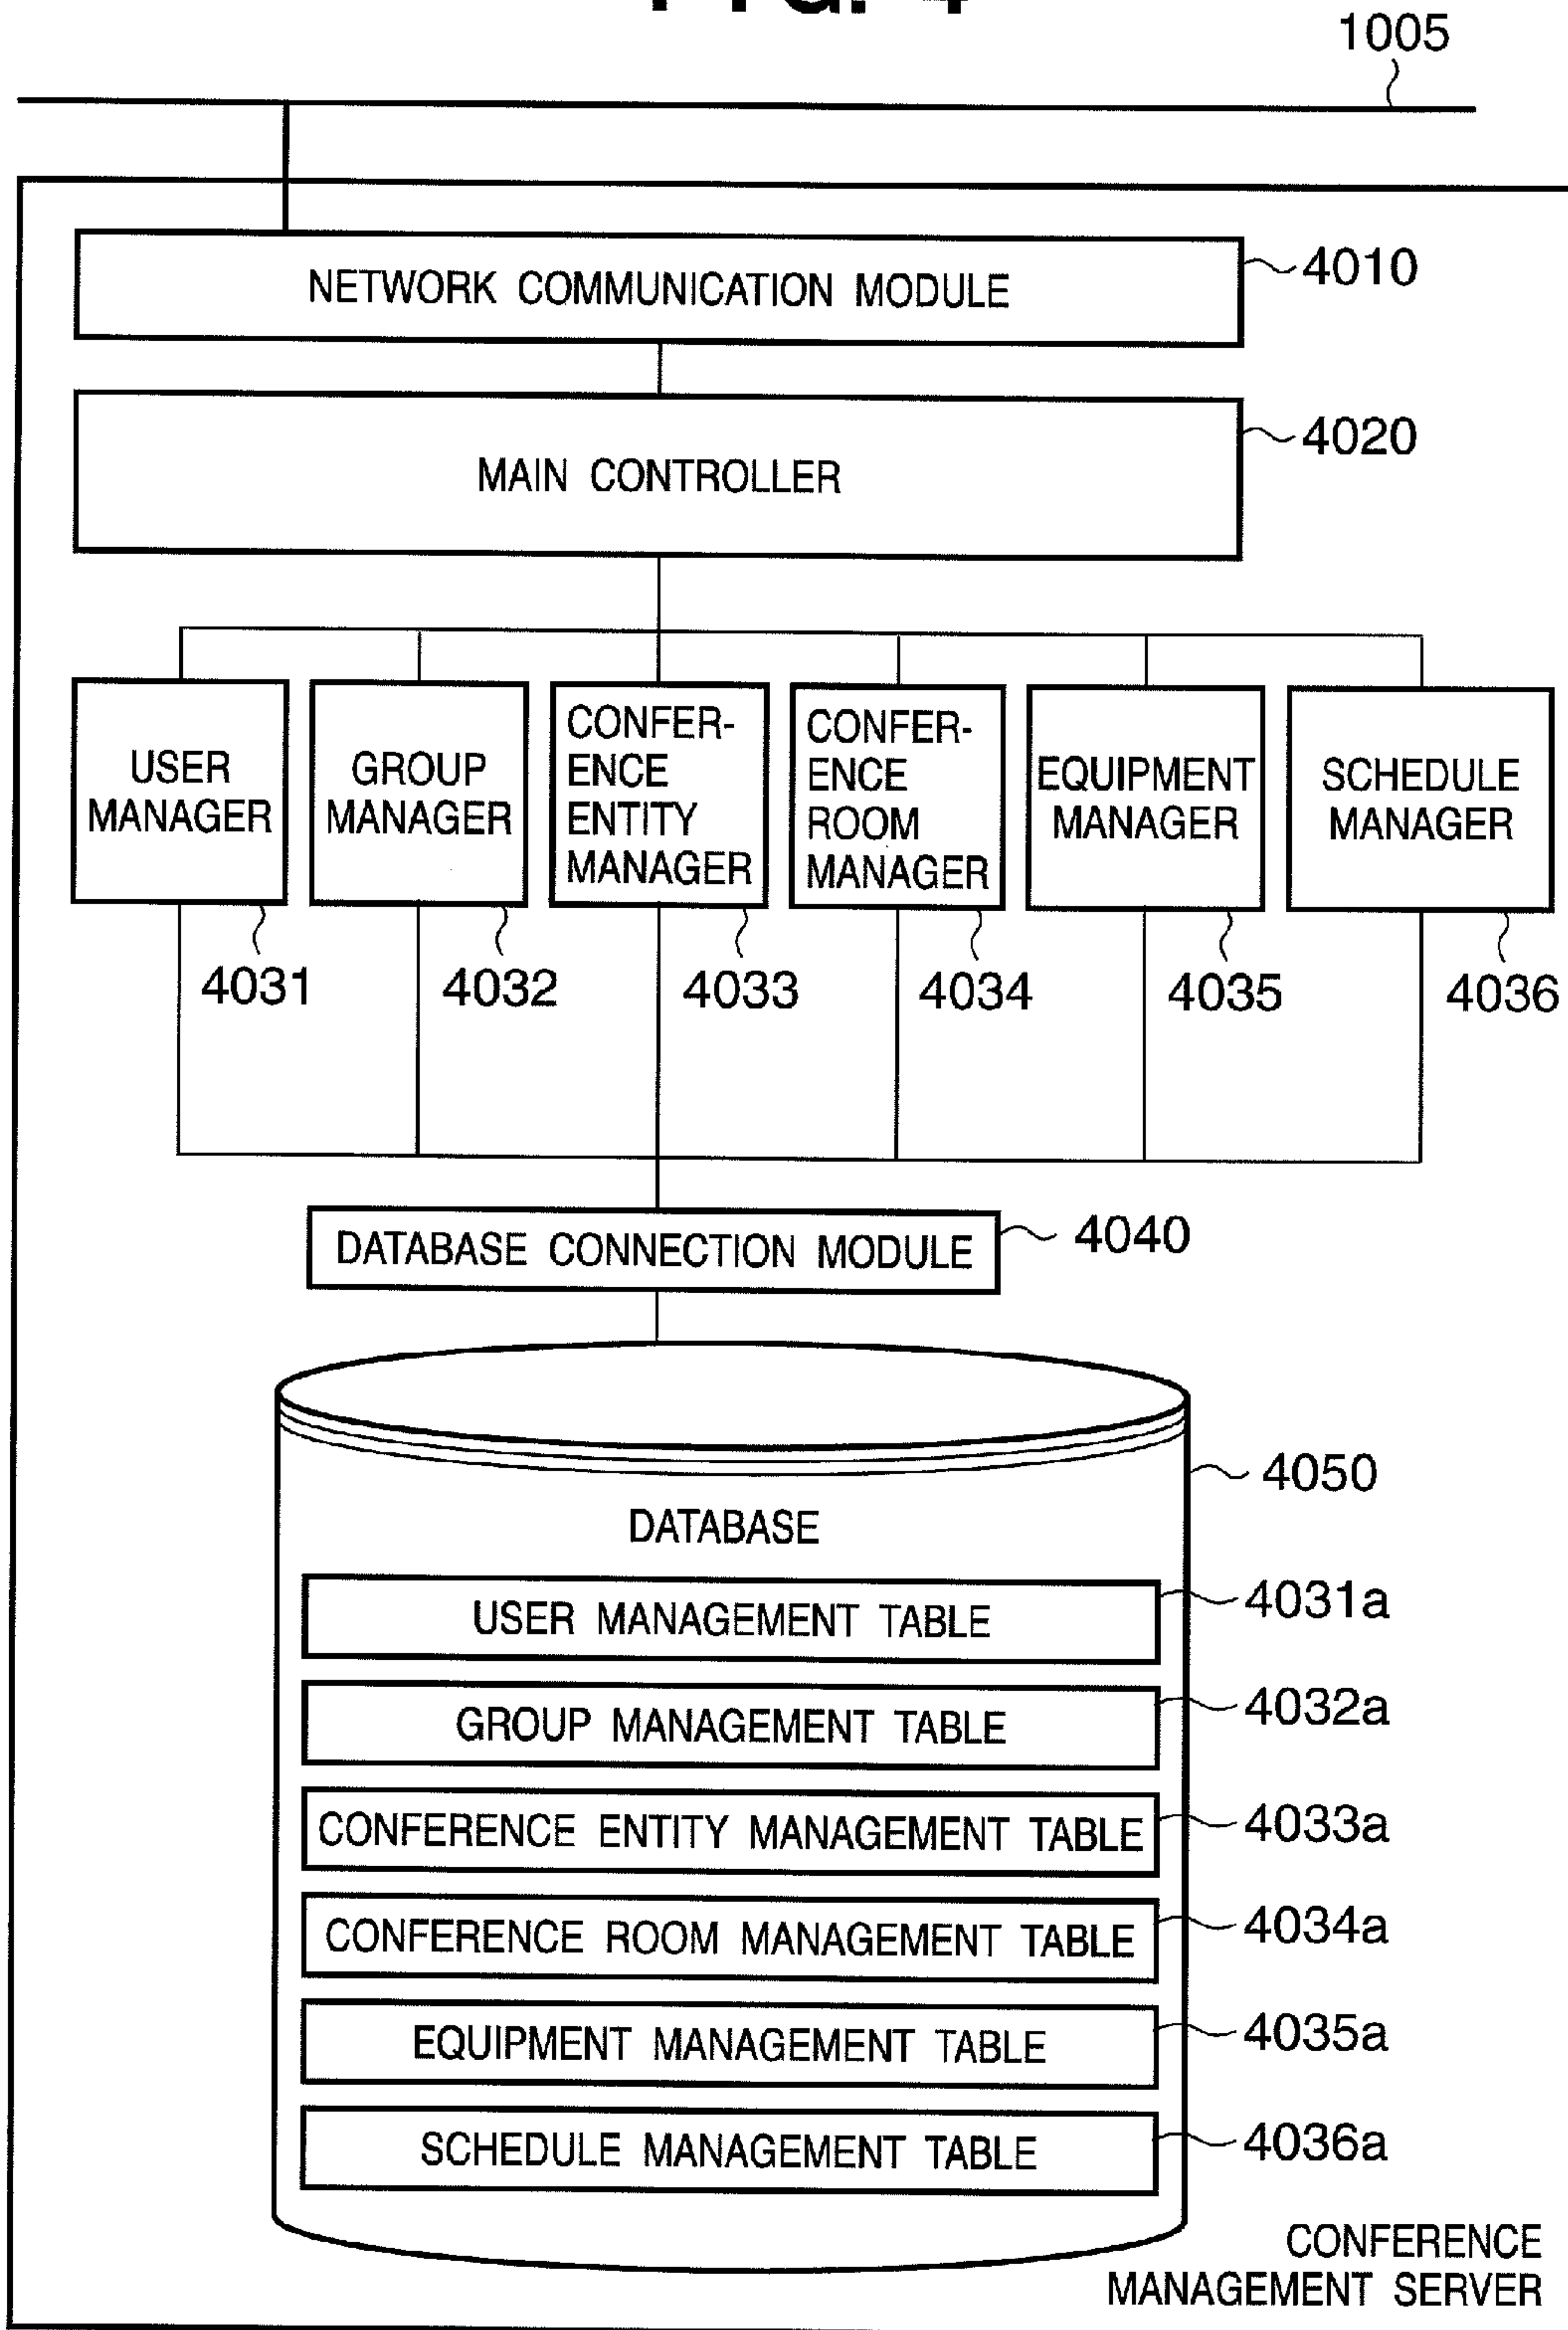 FIG. 4
1005
NETWORK COMMUNICATION MODULE
4010
MAIN CONTROLLER
4020
USER
MANAGER
4031
GROUP
MANAGER
4032
CONFER-
ENCE
ENTITY
MANAGER
4033
CONFER-
ENCE
ROOM
MANAGER
4034
EQUIPMENT
MANAGER
4035
SCHEDULE
MANAGER
4036
DATABASE CONNECTION MODULE
4040
4050
DATABASE
USER MANAGEMENT TABLE
4031a
GROUP MANAGEMENT TABLE
4032a
CONFERENCE ENTITY MANAGEMENT TABLE
4033a
CONFERENCE ROOM MANAGEMENT TABLE
4034a
EQUIPMENT MANAGEMENT TABLE
4035a
SCHEDULE MANAGEMENT TABLE
4036a
CONFERENCE
MANAGEMENT SERVER